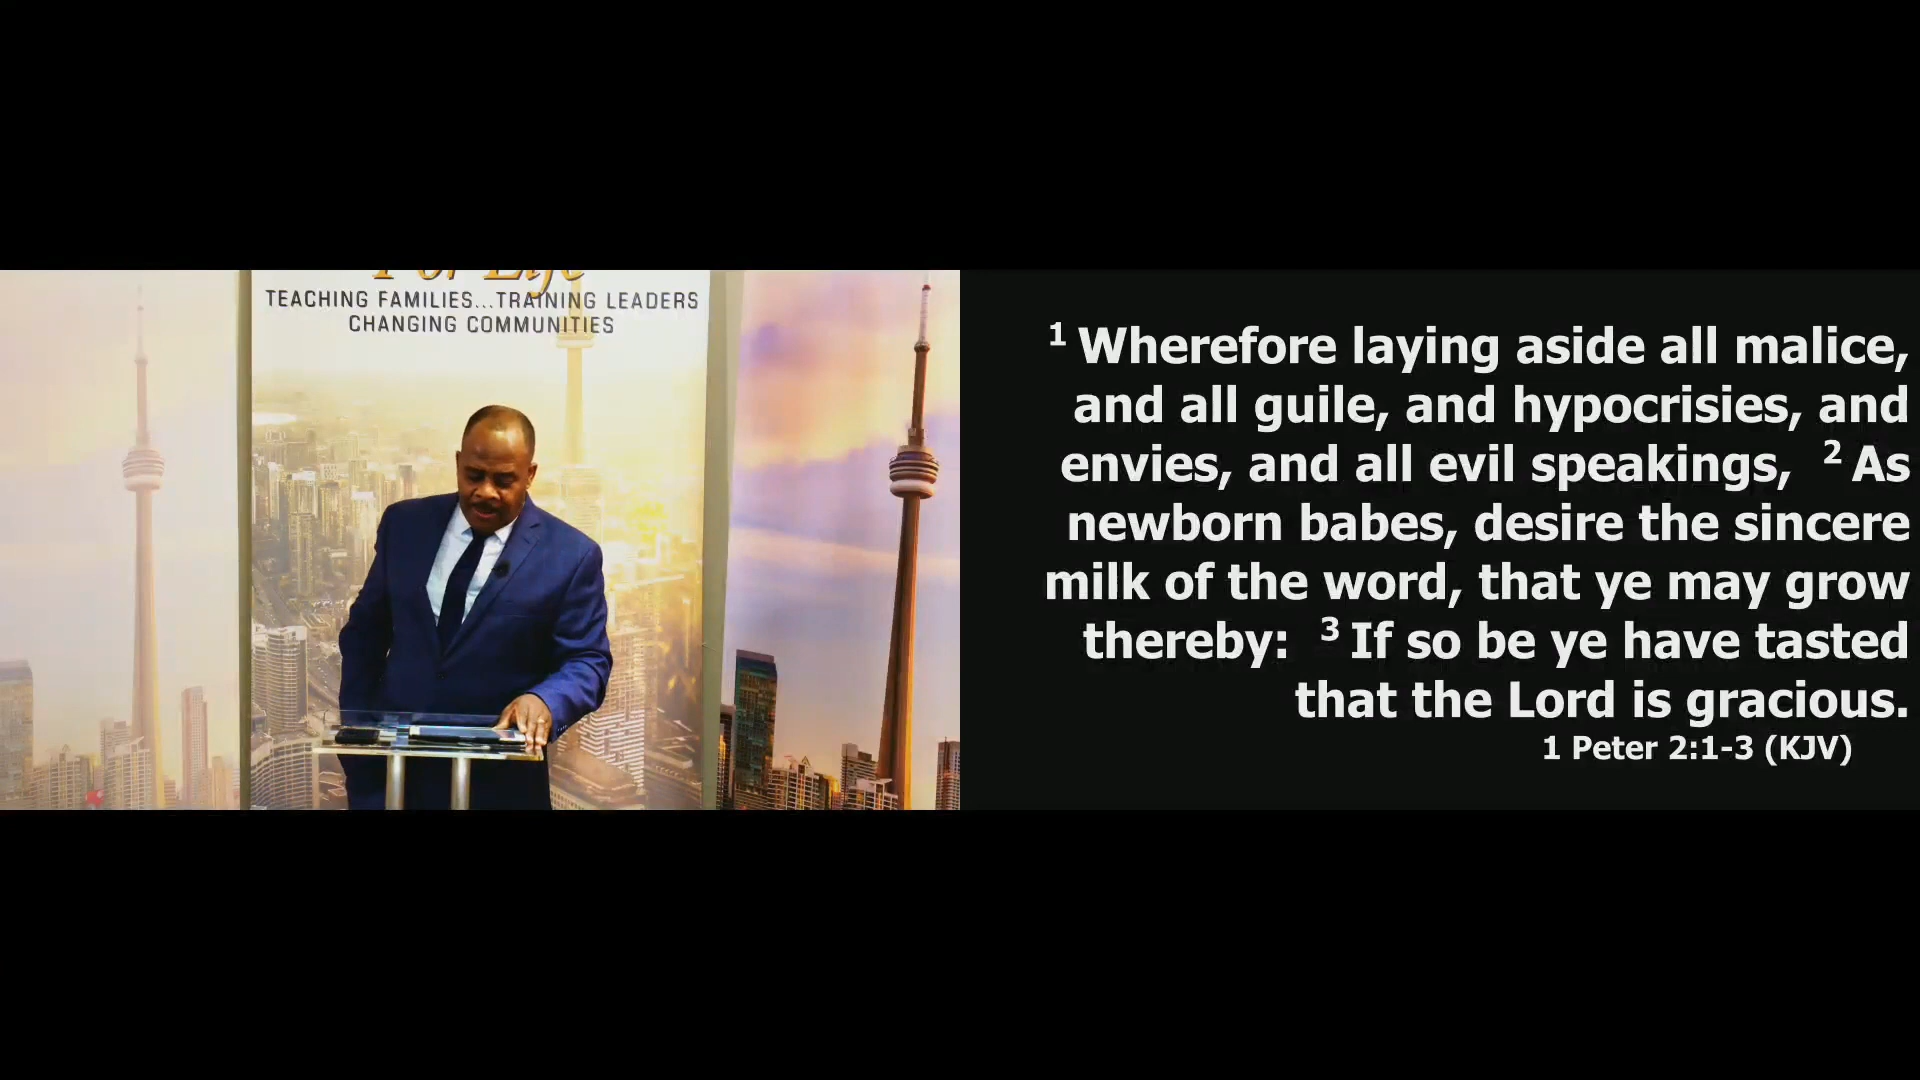 For Life
TEACHING FAMILIES...TRAINING LEADERS
CHANGING COMMUNITIES
1 Wherefore laying aside all malice,
and all guile, and hypocrisies, and
envies, and all evil speakings, 2 As
newborn babes, desire the sincere
milk of the word, that ye may grow
thereby: 3 If so be ye have tasted
that the Lord is gracious.
1 Peter 2:1-3 (KJV)